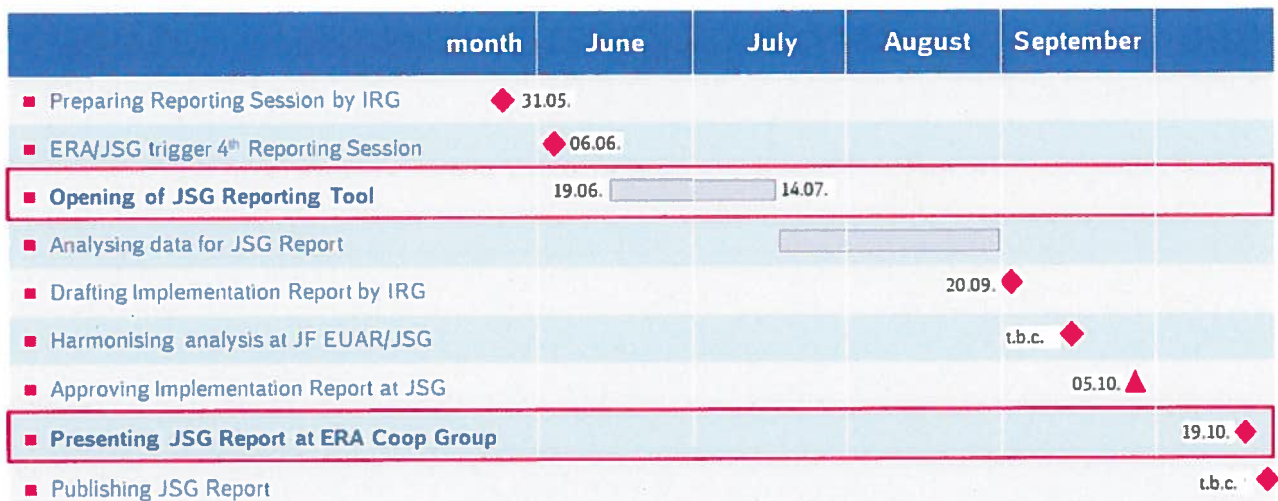 month June July August September
Preparing Reporting Session by IRG 31.05.
ERA/JSG trigger 4th Reporting Session 06.06.
Opening of JSG Reporting Tool 19.06. 14.07.
Analysing data for JSG Report
Drafting Implementation Report by IRG 20.09.
Harmonising analysis at JF EUAR/JSG t.b.c.
Approving Implementation Report at JSG 05.10.
Presenting JSG Report at ERA Coop Group 19.10.
Publishing JSG Report t.b.c.